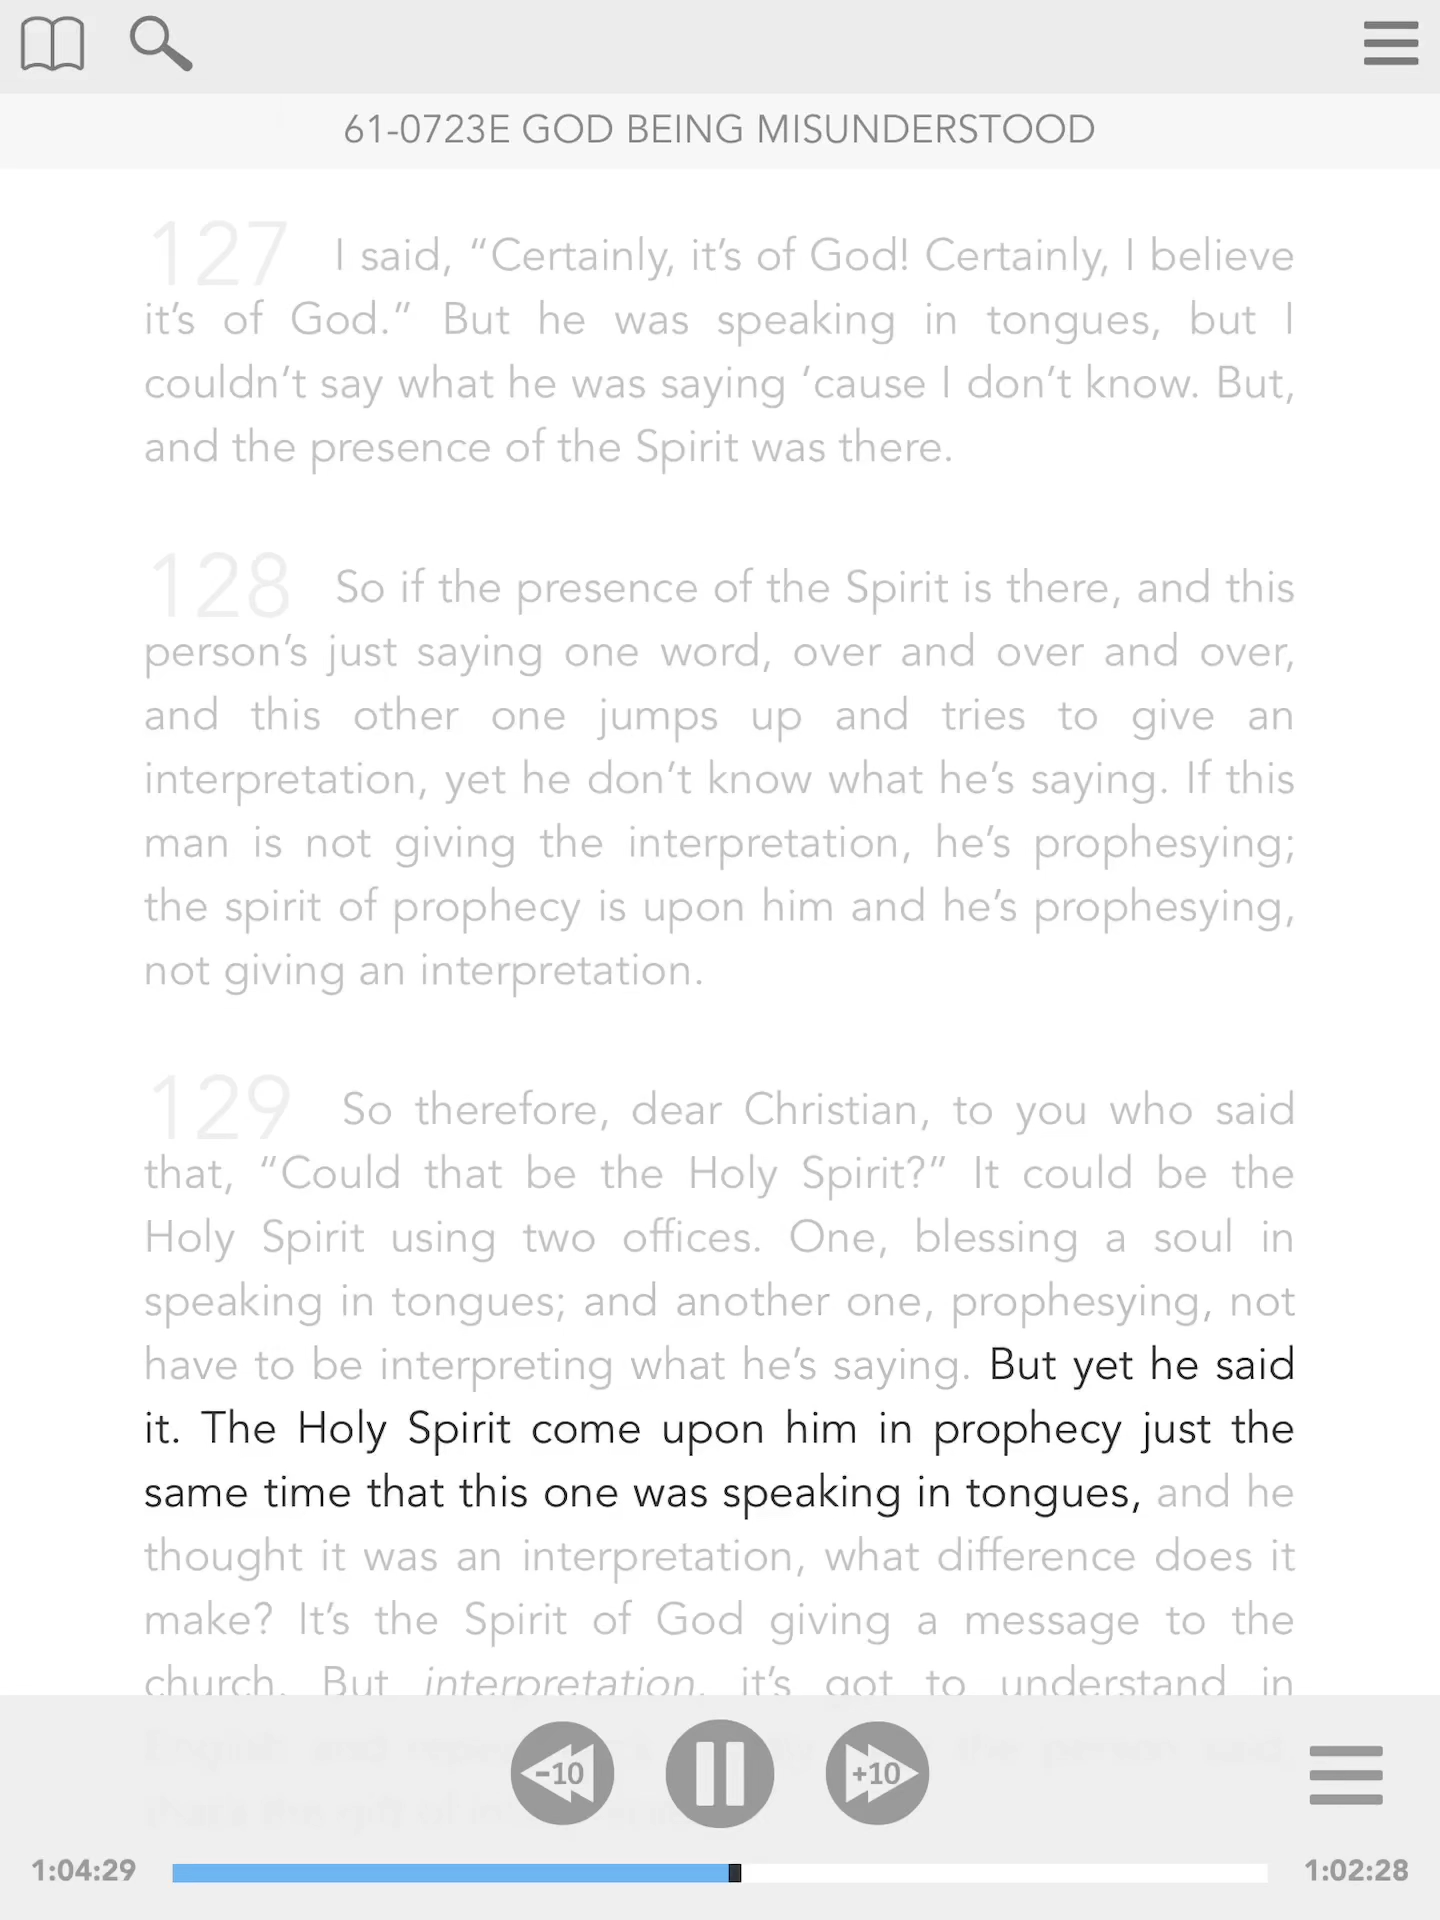 61-0723E GOD BEING MISUNDERSTOOD
127 I said, “Certainly, it’s of God! Certainly, I believe
it’s of God.” But he was speaking in tongues, but I
couldn’t say what he was saying ’cause I don’t know. But,
and the presence of the Spirit was there.
128 So if the presence of the Spirit is there, and this
person’s just saying one word, over and over and over,
and this other one jumps up and tries to give an
interpretation, yet he don’t know what he’s saying. If this
man is not giving the interpretation, he’s prophesying;
the spirit of prophecy is upon him and he’s prophesying,
not giving an interpretation.
129 So therefore, dear Christian, to you who said
that, “Could that be the Holy Spirit?” It could be the
Holy Spirit using two offices. One, blessing a soul in
speaking in tongues; and another one, prophesying, not
have to be interpreting what he’s saying. But yet he said
it. The Holy Spirit come upon him in prophecy just the
same time that this one was speaking in tongues, and he
thought it was an interpretation, what difference does it
make? It’s the Spirit of God giving a message to the
church. But interpretation, it’s got to understand in
English and the person said,
that’s the gift of
-10 +10
1:04:29 1:02:28